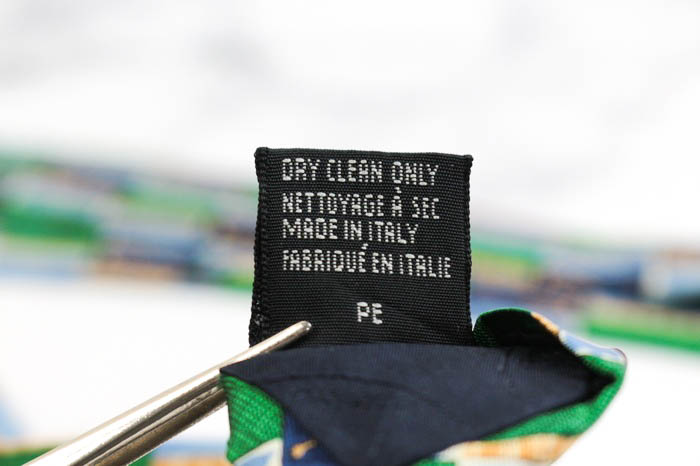 DRY CLEAN ONLY
NETTOYAGE À SEC
MADE IN ITALY
FABRIQUÉ EN ITALIE
PE